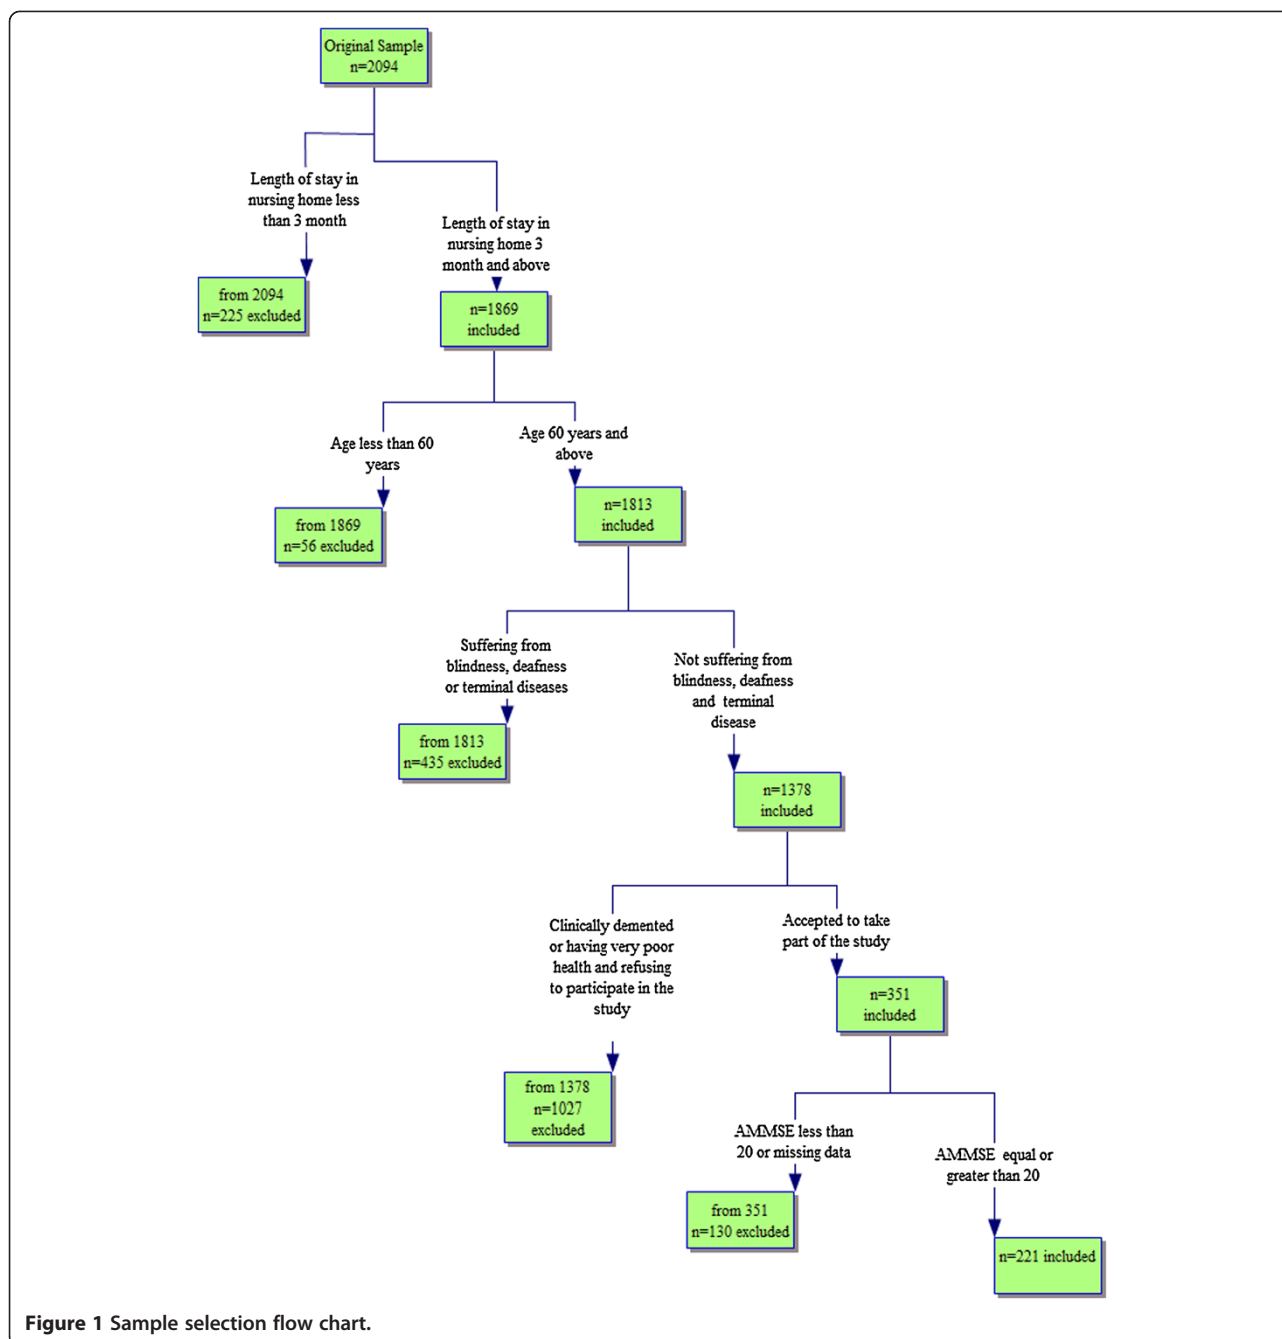 Original Sample
n=2094
Length of stay in
nursing home less
than 3 month
Length of stay in
nursing home 3
month and above
from 2094
n=225 excluded
n=1869
included
Age less than 60
years
Age 60 years and
above
from 1869
n=56 excluded
n=1813
included
Suffering from
blindness, deafness
or terminal diseases
Not suffering from
blindness, deafness
and terminal
disease
from 1813
n=435 excluded
n=1378
included
Clinically demented
or having very poor
health and refusing
to participate in the
study
Accepted to take
part of the study
n=351
included
from 1378
n=1027
excluded
AMMSE less than
20 or missing data
AMMSE equal or
greater than 20
from 351
n=130 excluded
n=221 included
Figure 1 Sample selection flow chart.